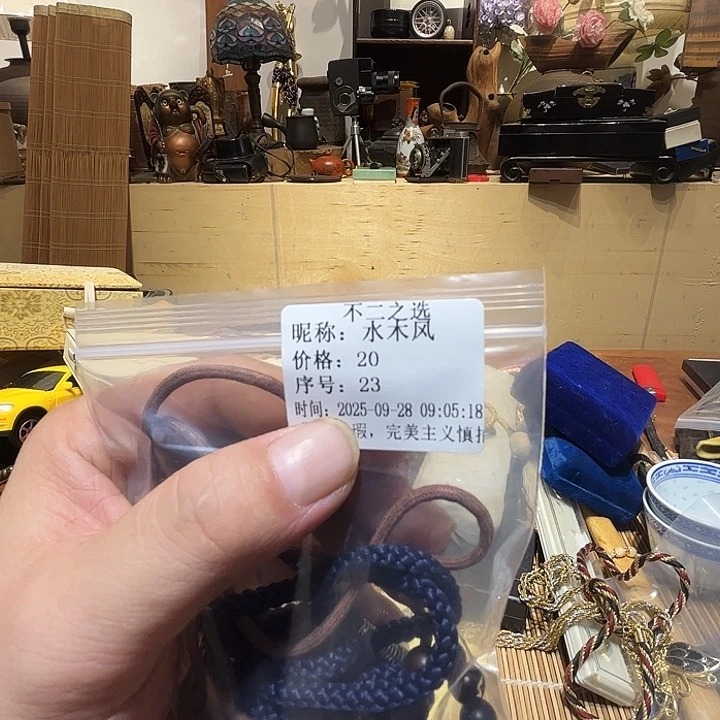 不二之选
昵称：水木风
价格：20
序号：23
时间：2025-09-28 09:05:18
瑕，完美主义慎拍